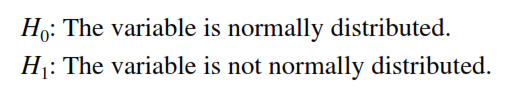 H₀: The variable is normally distributed.
H₁: The variable is not normally distributed.